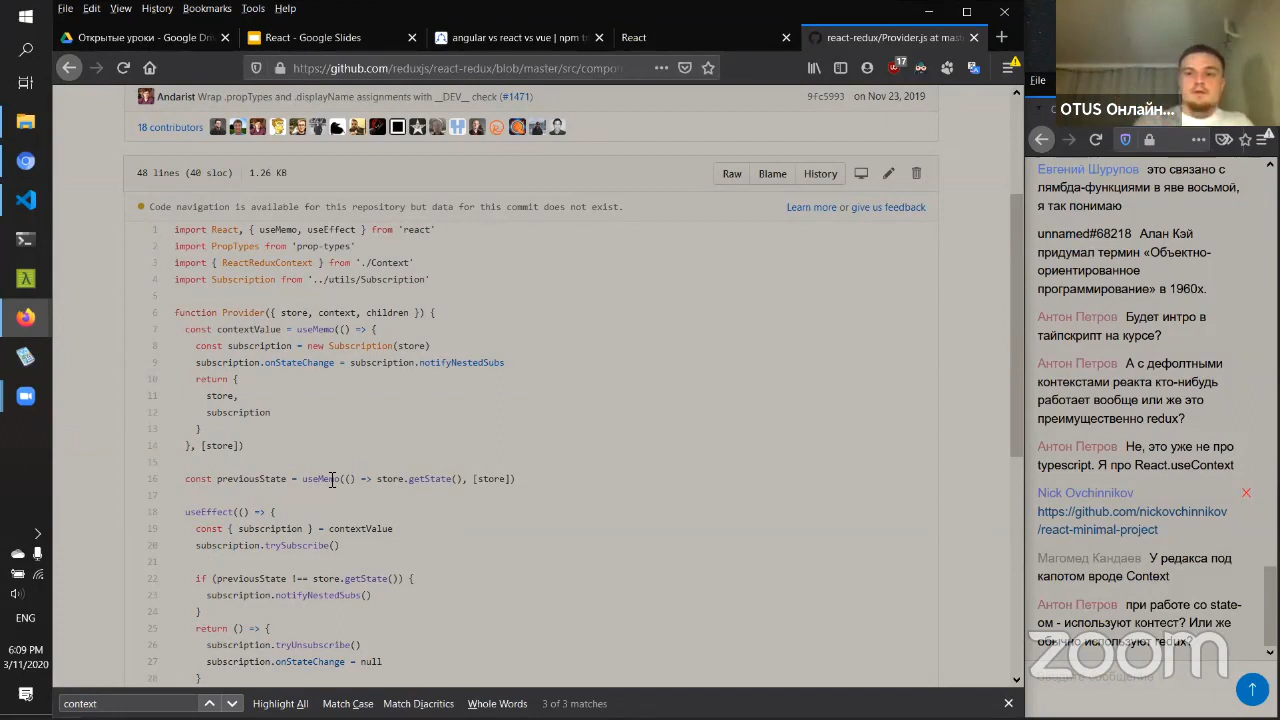 File Edit View History Bookmarks Tools Help
Открытые уроки - Google Driv
React - Google Slides
angular vs react vs vue | npm t
React
react-redux/Provider.js at mast
https://github.com/reduxjs/react-redux/blob/master/src/compo
17
Andarist Wrap .propTypes and .displayName assignments with __DEV__ check (#1471)
9fc5993 on Nov 23, 2019
18 contributors
48 lines (40 sloc) 1.26 KB
Raw Blame History
Code navigation is available for this repository but data for this commit does not exist.
Learn more or give us feedback
1 import React, { useMemo, useEffect } from 'react'
2 import PropTypes from 'prop-types'
3 import { ReactReduxContext } from './Context'
4 import Subscription from '../utils/Subscription'
5
6 function Provider({ store, context, children }) {
7 const contextValue = useMemo(() => {
8 const subscription = new Subscription(store)
9 subscription.onStateChange = subscription.notifyNestedSubs
10 return {
11 store,
12 subscription
13 }
14 }, [store])
15
16 const previousState = useMemo(() => store.getState(), [store])
17
18 useEffect(() => {
19 const { subscription } = contextValue
20 subscription.trySubscribe()
21
22 if (previousState !== store.getState()) {
23 subscription.notifyNestedSubs()
24 }
25 return () => {
26 subscription.tryUnsubscribe()
27 subscription.onStateChange = null
28 }
context
Highlight All Match Case Match Diacritics Whole Words 3 of 3 matches
ENG
6:09 PM
3/11/2020
File
OTUS Онлайн...
Евгений Шурупов это связано с
лямбда-функциями в яве восьмой,
я так понимаю
unnamed#68218 Алан Кэй
придумал термин «Объектно-
ориентированное
программирование» в 1960х.
Антон Петров Будет интро в
тайпскрипт на курсе?
Антон Петров А с дефолтными
контекстами реакта кто-нибудь
работает вообще или же это
преимущественно redux?
Антон Петров Не, это уже не про
typescript. Я про React.useContext
Nick Ovchinnikov
https://github.com/nickovchinnikov
/react-minimal-project
Магомед Кандаев У редакса под
капотом вроде Context
Антон Петров при работе со state-
ом - используют контест? Или же
обычно используют redux?
Введите сообщение
zoom